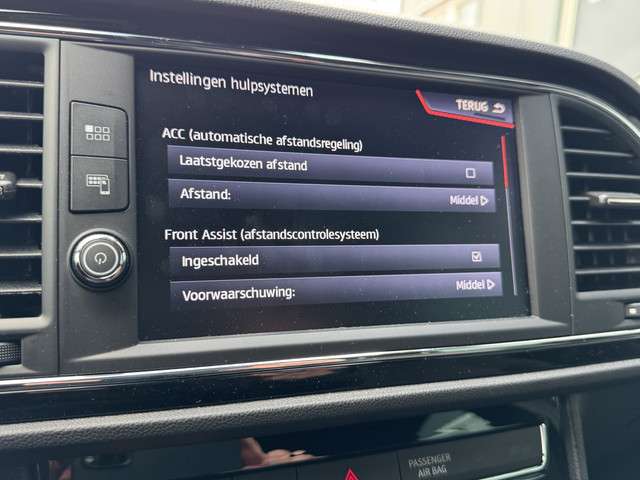 Instellingen hulpsystemen
TERUG
ACC (automatische afstandsregeling)
Laatstgekozen afstand
Afstand: Middel
Front Assist (afstandscontrolesysteem)
Ingeschakeld
Voorwaarschuwing: Middel
PASSENGER
AIR BAG